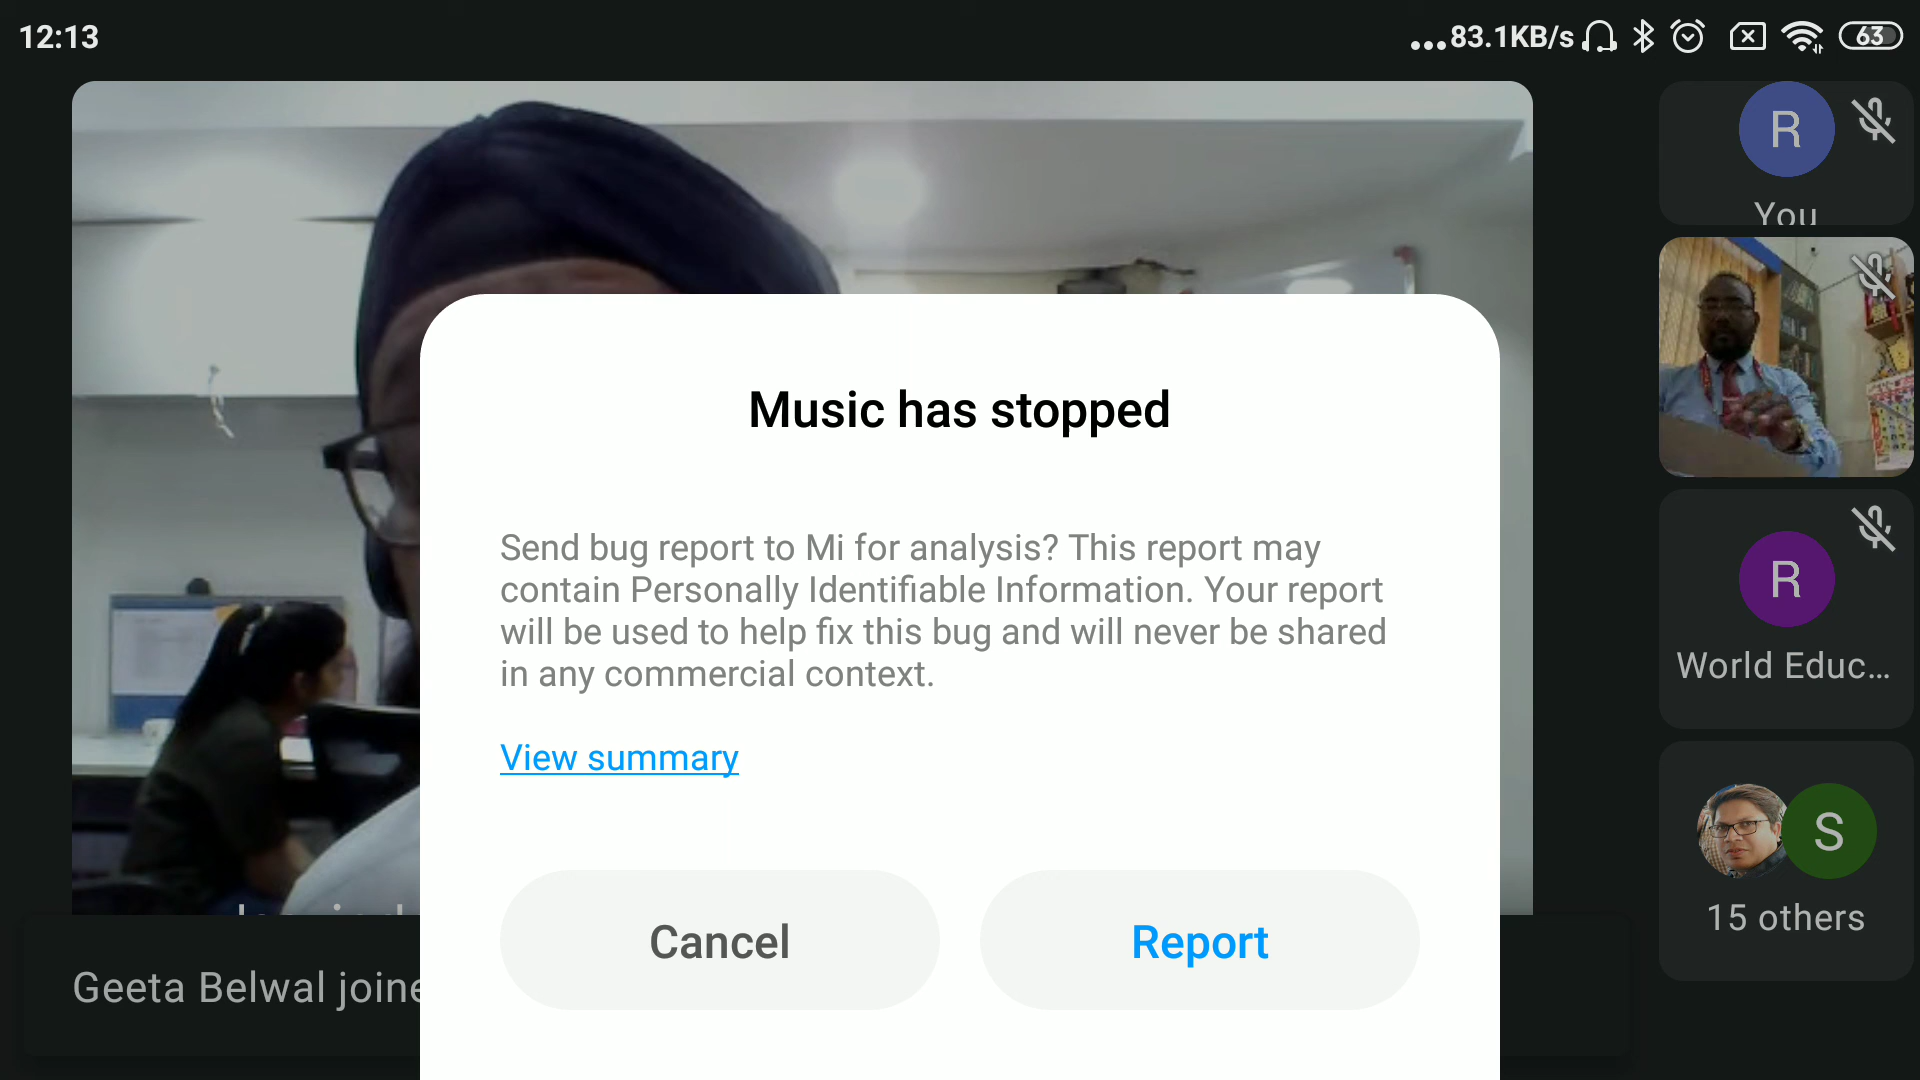 12:13
...83.1KB/s
63
R
You
Music has stopped
Send bug report to Mi for analysis? This report may
contain Personally Identifiable Information. Your report
will be used to help fix this bug and will never be shared
in any commercial context.
View summary
Cancel
Report
R
World Educ...
S
15 others
Geeta Belwal joine